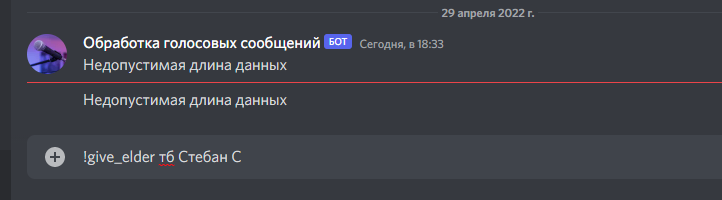 29 апреля 2022 г.
Обработка голосовых сообщений БОТ Сегодня, в 18:33
Недопустимая длина данных
Недопустимая длина данных
!give_elder тб Стебан С